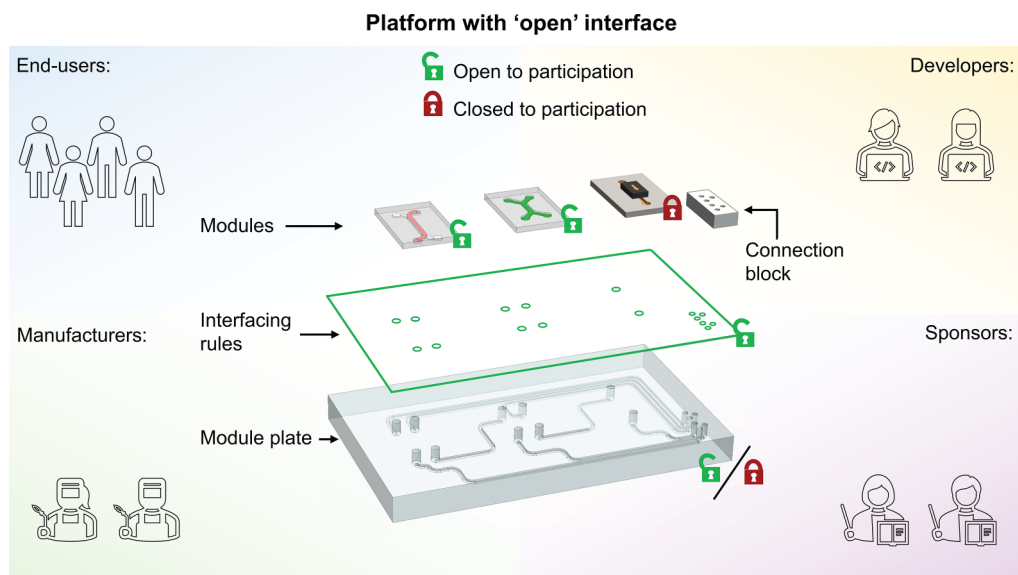 Platform with ‘open’ interface
End-users:
Open to participation
Closed to participation
Developers:
Modules
Connection
block
Manufacturers:
Interfacing
rules
Sponsors:
Module plate
</>
</>